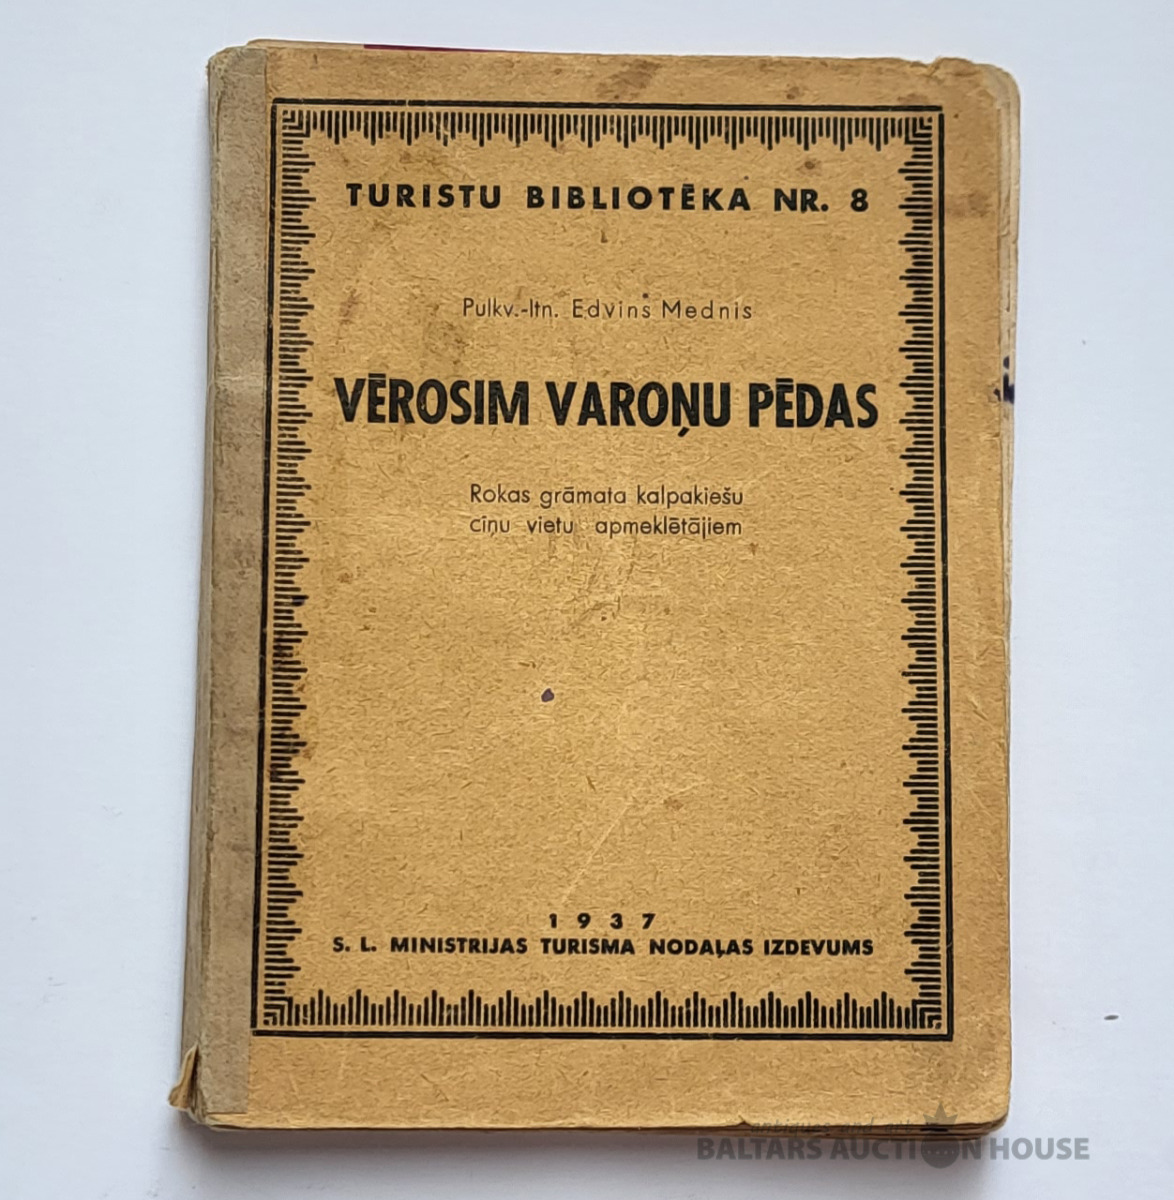 TURISTU BIBLIOTĒKA NR. 8
Pulkv.-ltn. Edvins Mednis
VĒROSIM VAROŅU PĒDAS
Rokas grāmata kalpakiešu
cīņu vietu apmeklētājiem
1937
S. L. MINISTRIJAS TURISMA NODAĻAS IZDEVUMS
BALTARS AUCTION HOUSE